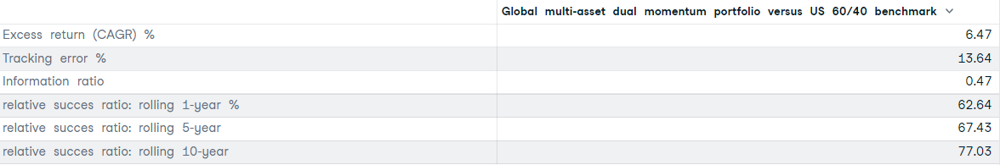 Global multi-asset dual momentum portfolio versus US 60/40 benchmark
Excess return (CAGR) % 6.47
Tracking error % 13.64
Information ratio 0.47
relative succes ratio: rolling 1-year % 62.64
relative succes ratio: rolling 5-year 67.43
relative succes ratio: rolling 10-year 77.03